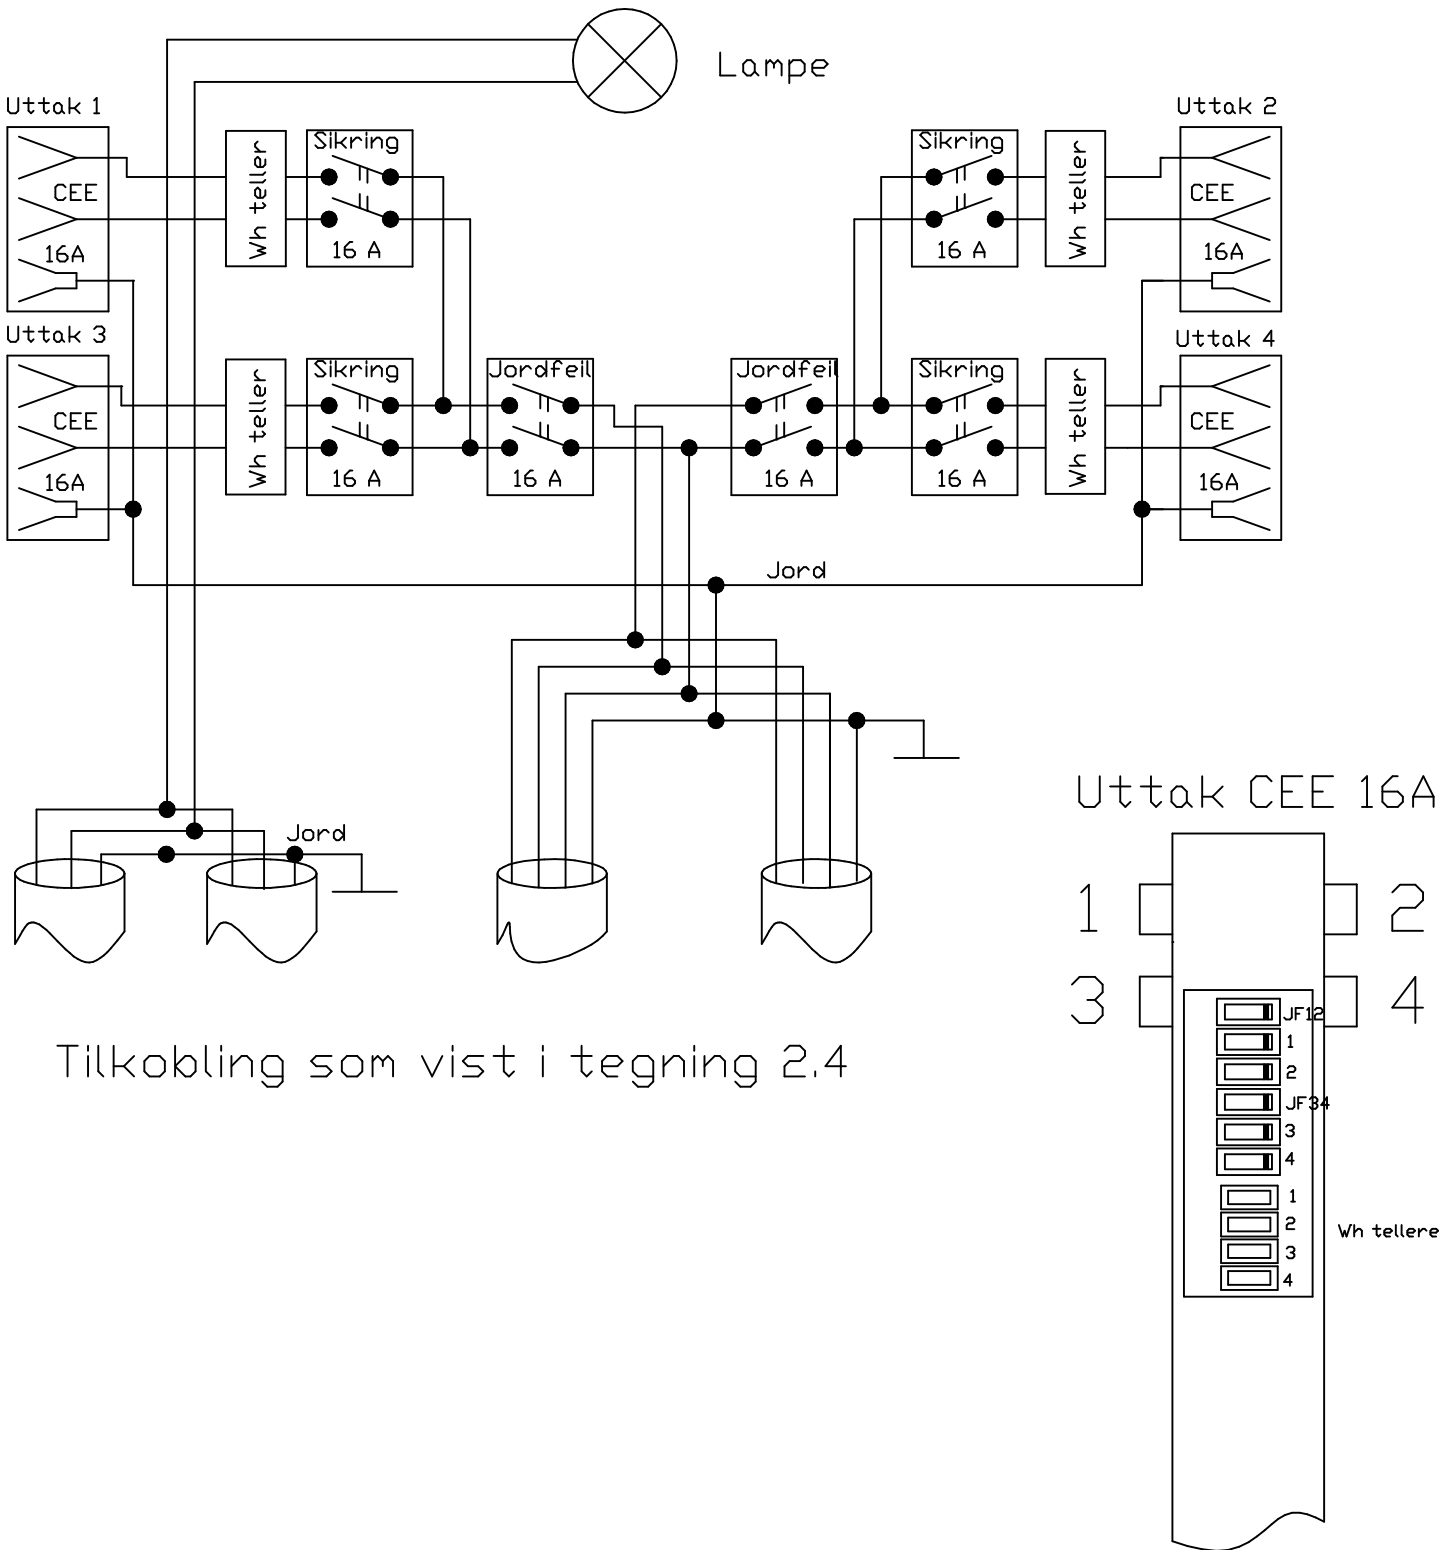 Lampe
Uttak 1
Uttak 2
CEE
16A
Wh teller
Sikring
16 A
Sikring
16 A
Wh teller
CEE
16A
Uttak 3
Uttak 4
CEE
16A
Wh teller
Sikring
16 A
Jordfeil
16 A
Jordfeil
16 A
Sikring
16 A
Wh teller
CEE
16A
Jord
Jord
Tilkobling som vist i tegning 2.4
Uttak CEE 16A
1
2
3
4
JF12
1
2
JF34
3
4
1
2
3
4
Wh tellere